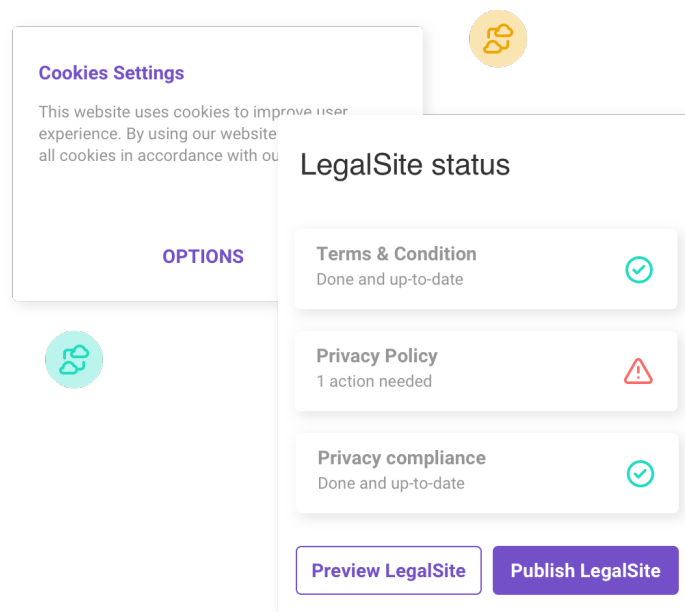 Cookies Settings
This website uses cookies to improve user
experience. By using our website
all cookies in accordance with
OPTIONS
LegalSite status
Terms & Condition
Done and up-to-date
Privacy Policy
1 action needed
Privacy compliance
Done and up-to-date
Preview LegalSite
Publish LegalSite